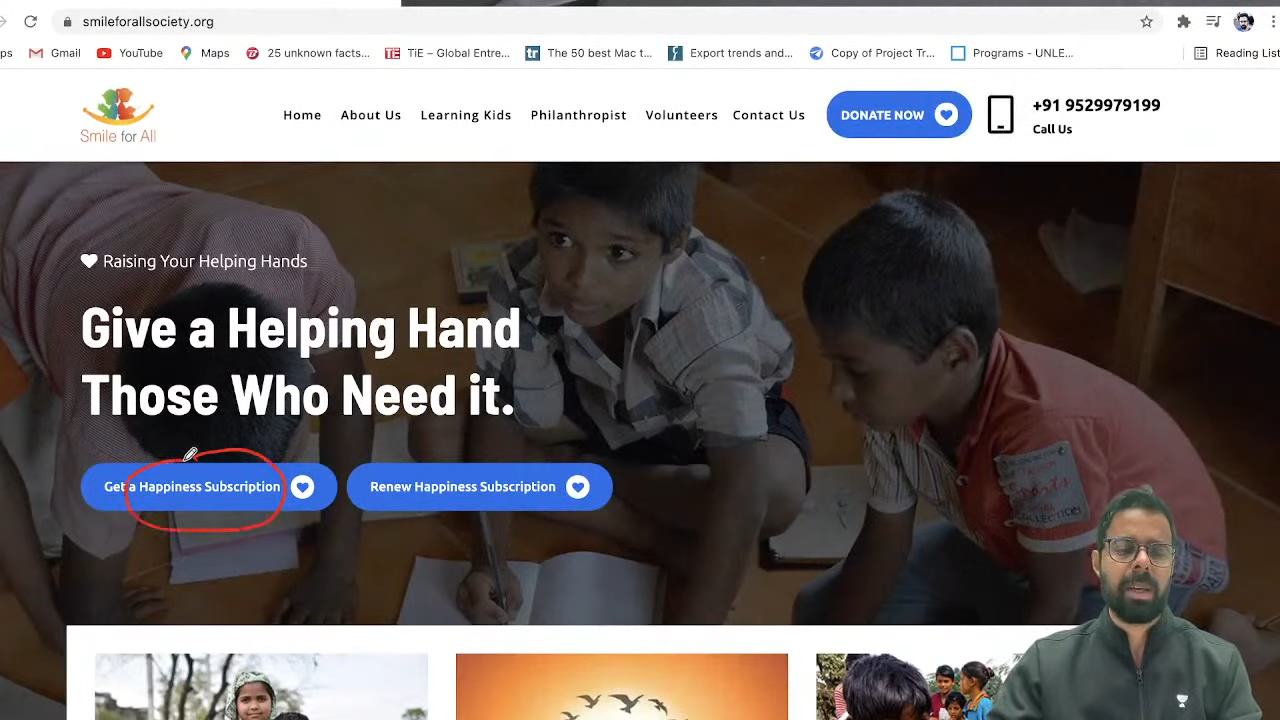 smileforallsociety.org
Gmail
YouTube
Maps
25 unknown facts...
TiE – Global Entre...
The 50 best Mac t...
Export trends and...
Copy of Project Tr...
Programs - UNLE...
Reading List
Smile for All
Home
About Us
Learning Kids
Philanthropist
Volunteers
Contact Us
DONATE NOW
+91 9529979199
Call Us
Raising Your Helping Hands
Give a Helping Hand
Those Who Need it.
Get a Happiness Subscription
Renew Happiness Subscription